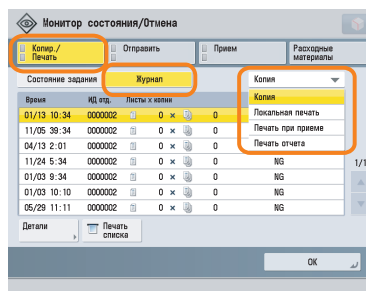 Монитор состояния/Отмена
Копир./ Отправить Прием Расходные
Печать материалы
Состояние задания Журнал Копия
Время ИД отд. Листы x копии Копия
01/13 10:34 0000002 0 × 0 Локальная печать
11/05 39:34 0000002 0 × 0 Печать при приеме
04/13 2:01 0000002 0 × 0 Печать отчета
11/24 5:34 0000002 0 × 0 NG 1/1
01/03 9:34 0000002 0 × 0 NG
01/03 10:10 0000002 0 × 0 NG
05/29 11:11 0000002 0 × 0 NG
Детали Печать
списка
OK